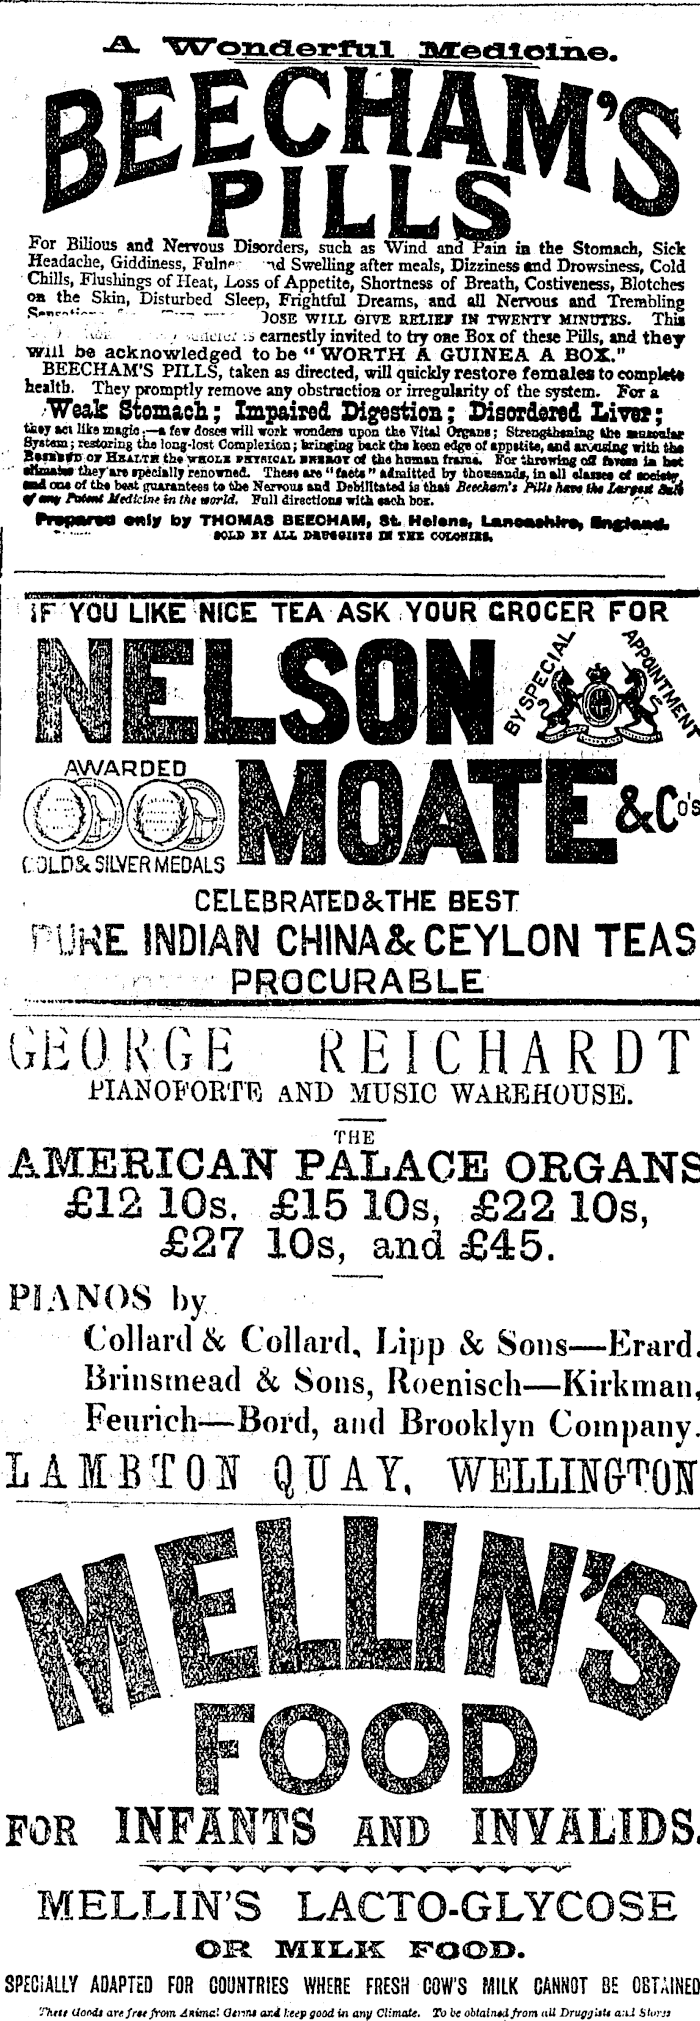 A Wonderful Medicine.
BEECHAM'S
PILLS
For Bilious and Nervous Disorders, such as Wind and Pain in the Stomach, Sick
Headache, Giddiness, and Swelling after meals, Dizziness and Drowsiness, Cold
Chills, Flushings of Heat, Loss of Appetite, Shortness of Breath, Costiveness, Blotches
on the Skin, Disturbed Sleep, Frightful Dreams, and all Nervous and Trembling
DOSE WILL GIVE RELIEF IN TWENTY MINUTES. This
is earnestly invited to try one Box of these Pills, and they
will be acknowledged to be "WORTH A GUINEA A BOX."
BEECHAM'S PILLS, taken as directed, will quickly restore females to complete
health. They promptly remove any obstruction or irregularity of the system. For a
Weak Stomach; Impaired Digestion; Disordered Liver;
they act like magic:—a few doses will work wonders upon the Vital Organs; Strengthening the muscular
System; restoring the long-lost Complexion; bringing back the keen edge of appetite, and arousing with the
ROSEBUD OF HEALTH the WHOLE PHYSICAL ENERGY of the human frame. For throwing off fevers in hot
climates they are specially renowned. These are "facts" admitted by thousands, in all classes of society,
and one of the best guarantees to the Nervous and Debilitated is that Beecham's Pills have the Largest Sale
of any Patent Medicine in the world. Full directions with each box.
Prepared only by THOMAS BEECHAM, St. Helens, Lancashire, England.
SOLD BY ALL DRUGGISTS IN THE COLONIES.
IF YOU LIKE NICE TEA ASK YOUR GROCER FOR
NELSON
BY SPECIAL APPOINTMENT
AWARDED
MOATE & Co's
GOLD & SILVER MEDALS
CELEBRATED & THE BEST
PURE INDIAN CHINA & CEYLON TEAS
PROCURABLE
GEORGE REICHARDT
PIANOFORTE AND MUSIC WAREHOUSE.
THE
AMERICAN PALACE ORGANS
£12 10s, £15 10s, £22 10s,
£27 10s, and £45.
PIANOS by
Collard & Collard, Lipp & Sons—Erard.
Brinsmead & Sons, Roenisch—Kirkman,
Feurich—Bord, and Brooklyn Company.
LAMBTON QUAY, WELLINGTON
MELLIN'S
FOOD
FOR INFANTS AND INVALIDS.
MELLIN'S LACTO-GLYCOSE
OR MILK FOOD.
SPECIALLY ADAPTED FOR COUNTRIES WHERE FRESH COW'S MILK CANNOT BE OBTAINED
These Goods are free from Animal Germs and keep good in any Climate. To be obtained from all Druggists and Stores